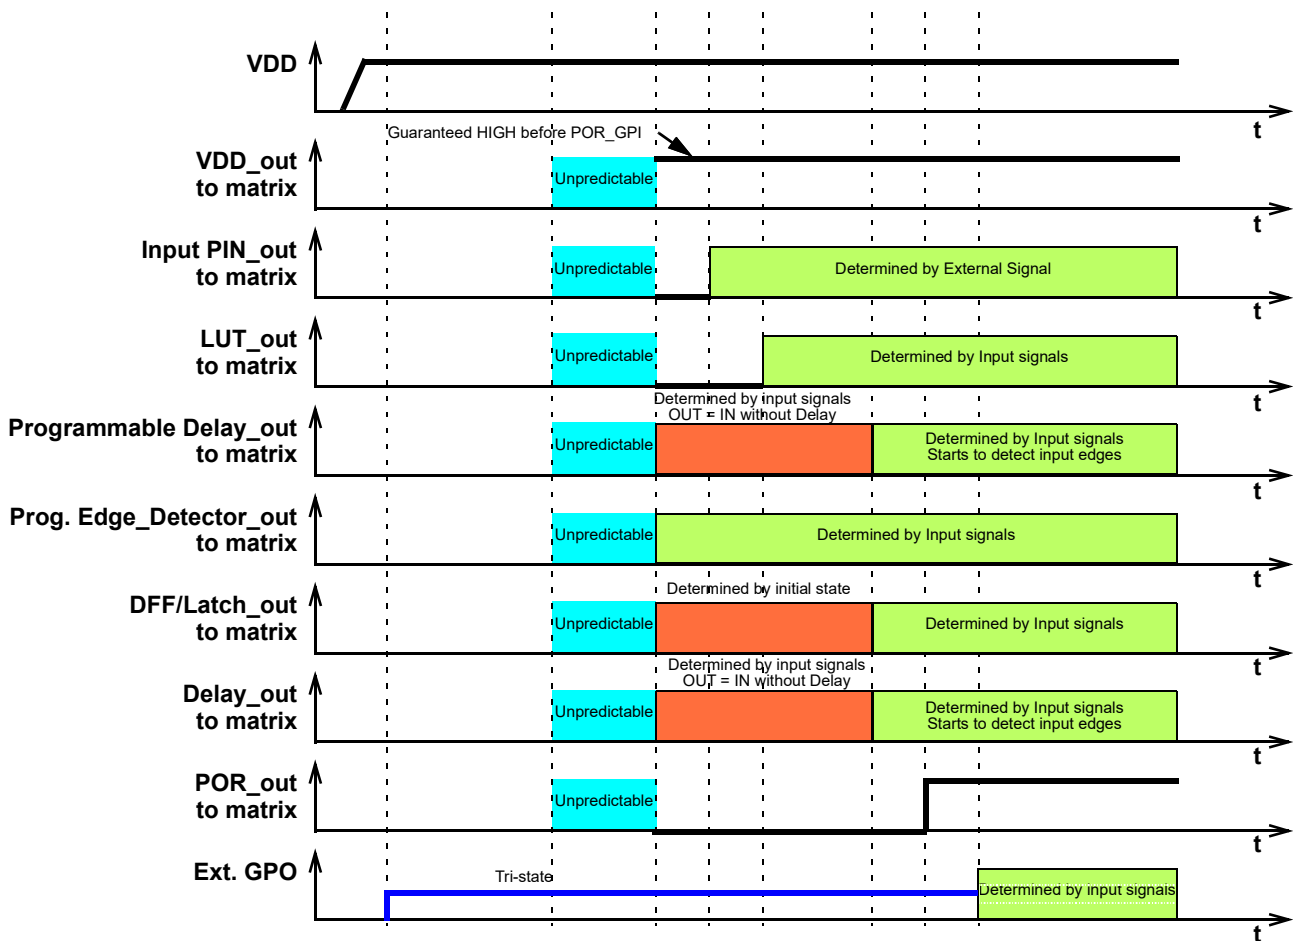 VDD
t
Guaranteed HIGH before POR_GPI
VDD_out
to matrix
Unpredictable
t
Input PIN_out
to matrix
Unpredictable
Determined by External Signal
t
LUT_out
to matrix
Unpredictable
Determined by Input signals
t
Determined by input signals
OUT = IN without Delay
Programmable Delay_out
to matrix
Unpredictable
Determined by Input signals
Starts to detect input edges
t
Prog. Edge_Detector_out
to matrix
Unpredictable
Determined by Input signals
t
Determined by initial state
DFF/Latch_out
to matrix
Unpredictable
Determined by Input signals
t
Determined by input signals
OUT = IN without Delay
Delay_out
to matrix
Unpredictable
Determined by Input signals
Starts to detect input edges
t
POR_out
to matrix
Unpredictable
t
Ext. GPO
Tri-state
Determined by input signals
t